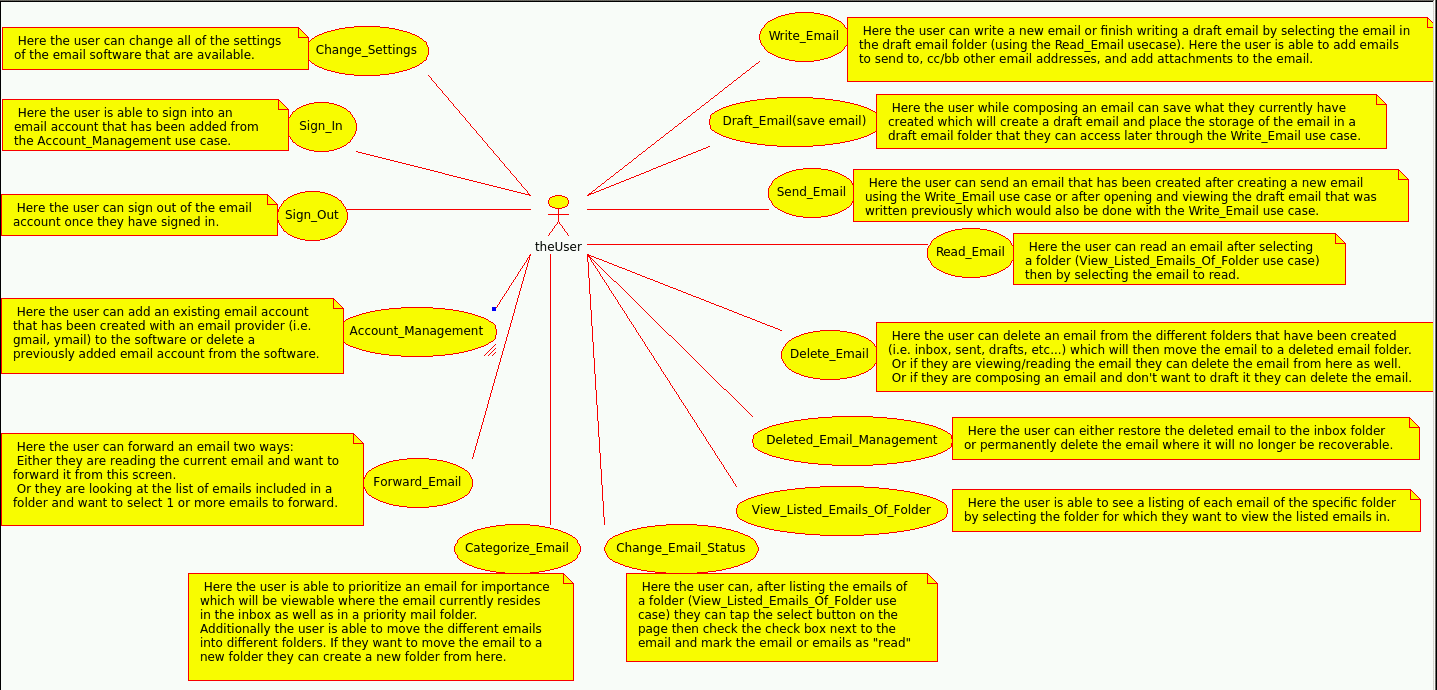 Here the user can change all of the settings
of the email software that are available.
Change_Settings
Write_Email
Here the user can write a new email or finish writing a draft email by selecting the email in
the draft email folder (using the Read_Email usecase). Here the user is able to add emails
to send to, cc/bb other email addresses, and add attachments to the email.
Here the user is able to sign into an
email account that has been added from
the Account_Management use case.
Sign_In
Draft_Email(save email)
Here the user while composing an email can save what they currently have
created which will create a draft email and place the storage of the email in a
draft email folder that they can access later through the Write_Email use case.
Here the user can sign out of the email
account once they have signed in.
Sign_Out
Send_Email
Here the user can send an email that has been created after creating a new email
using the Write_Email use case or after opening and viewing the draft email that was
written previously which would also be done with the Write_Email use case.
theUser
Read_Email
Here the user can read an email after selecting
a folder (View_Listed_Emails_Of_Folder use case)
then by selecting the email to read.
Here the user can add an existing email account
that has been created with an email provider (i.e.
gmail, ymail) to the software or delete a
previously added email account from the software.
Account_Management
Delete_Email
Here the user can delete an email from the different folders that have been created
(i.e. inbox, sent, drafts, etc...) which will then move the email to a deleted email folder.
Or if they are viewing/reading the email they can delete the email from here as well.
Or if they are composing an email and don't want to draft it they can delete the email.
Deleted_Email_Management
Here the user can either restore the deleted email to the inbox folder
or permanently delete the email where it will no longer be recoverable.
Here the user can forward an email two ways:
Either they are reading the current email and want to
forward it from this screen.
Or they are looking at the list of emails included in a
folder and want to select 1 or more emails to forward.
Forward_Email
View_Listed_Emails_Of_Folder
Here the user is able to see a listing of each email of the specific folder
by selecting the folder for which they want to view the listed emails in.
Categorize_Email
Change_Email_Status
Here the user is able to prioritize an email for importance
which will be viewable where the email currently resides
in the inbox as well as in a priority mail folder.
Additionally the user is able to move the different emails
into different folders. If they want to move the email to a
new folder they can create a new folder from here.
Here the user can, after listing the emails of
a folder (View_Listed_Emails_Of_Folder use
case) they can tap the select button on the
page then check the check box next to the
email and mark the email or emails as "read"